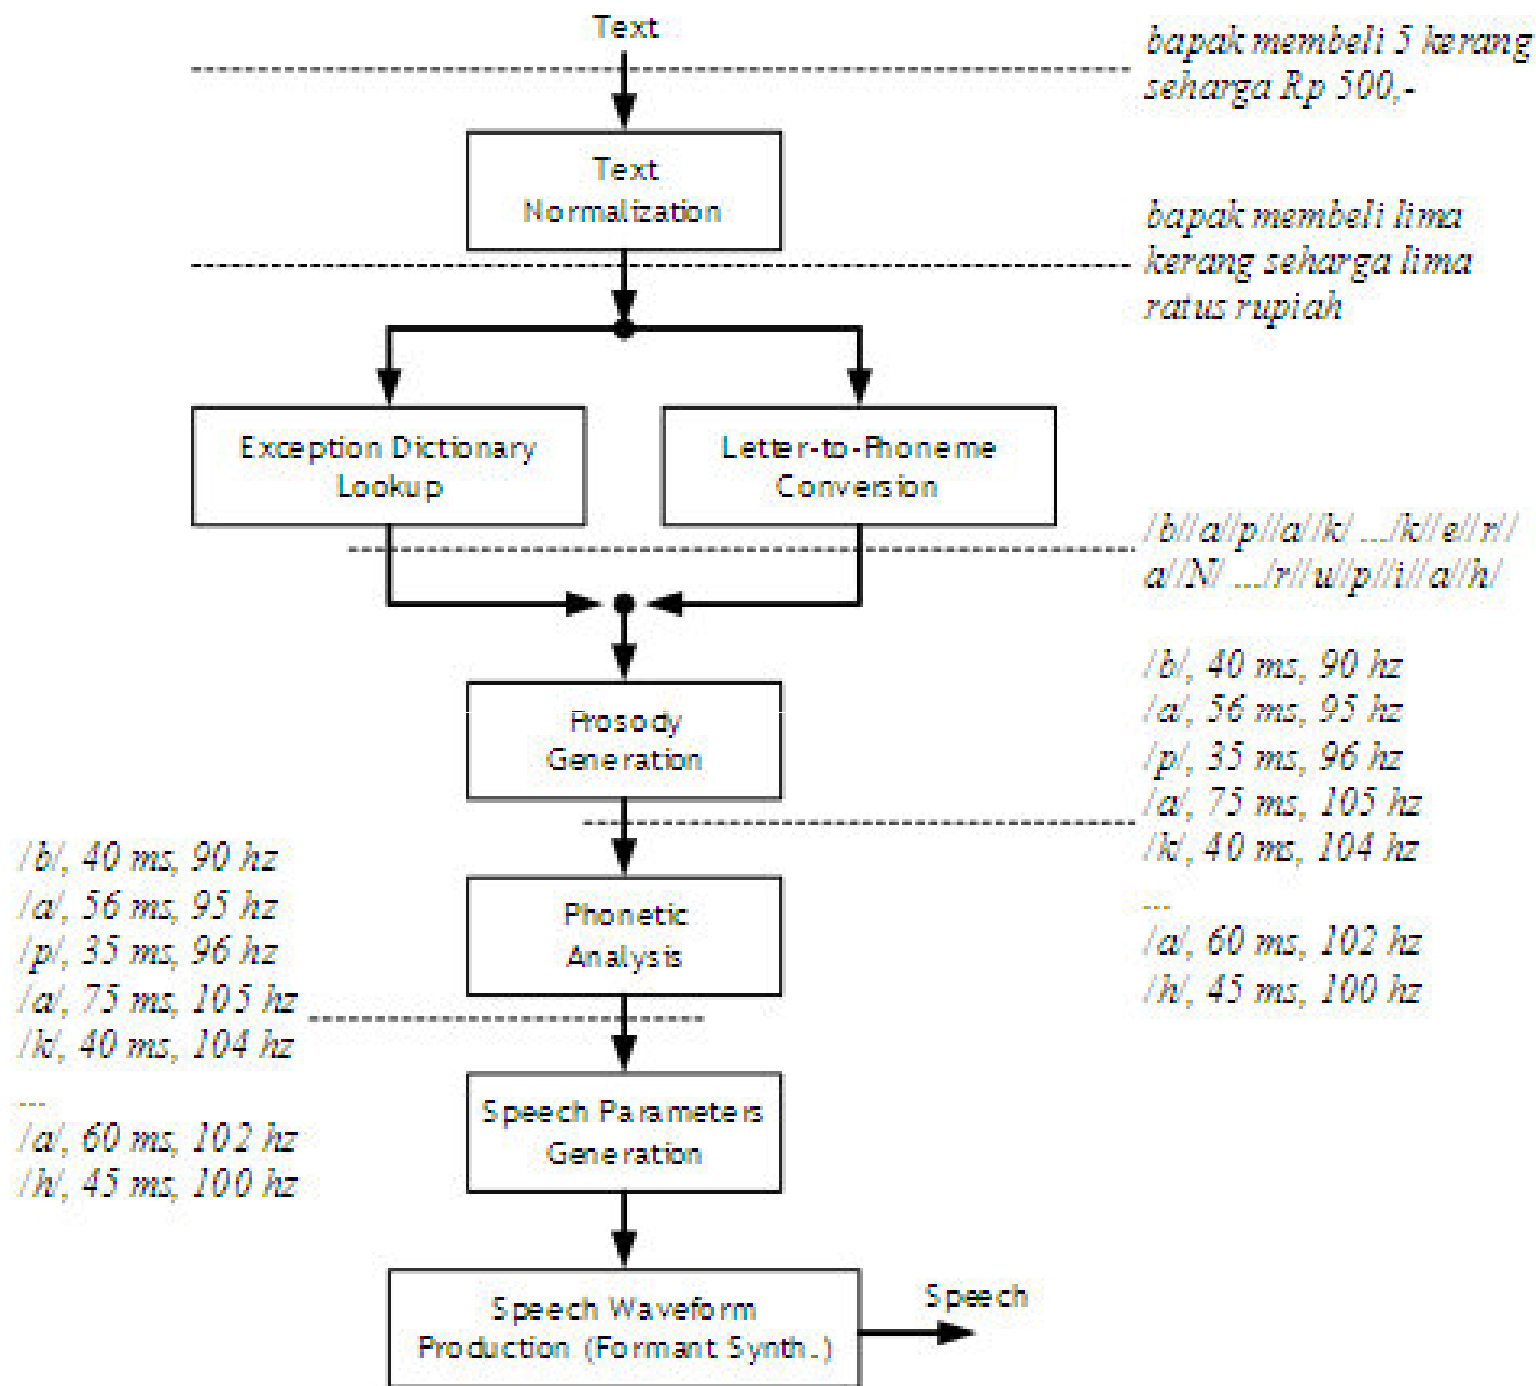 Text
bapak membeli 5 kerang
seharga Rp 500,-
Text
Normalization
bapak membeli lima
kerang seharga lima
ratus rupiah
Exception Dictionary
Lookup
Letter-to-Phoneme
Conversion
/b//a//p//a//k/ .../k//e//r//
a//N/ .../r//u//p//i//a//h/
Prosody
Generation
/b/, 40 ms, 90 hz
/a/, 56 ms, 95 hz
/p/, 35 ms, 96 hz
/a/, 75 ms, 105 hz
/k/, 40 ms, 104 hz
...
/a/, 60 ms, 102 hz
/h/, 45 ms, 100 hz
Phonetic
Analysis
/b/, 40 ms, 90 hz
/a/, 56 ms, 95 hz
/p/, 35 ms, 96 hz
/a/, 75 ms, 105 hz
/k/, 40 ms, 104 hz
...
/a/, 60 ms, 102 hz
/h/, 45 ms, 100 hz
Speech Parameters
Generation
Speech Waveform
Production (Formant Synth.)
Speech